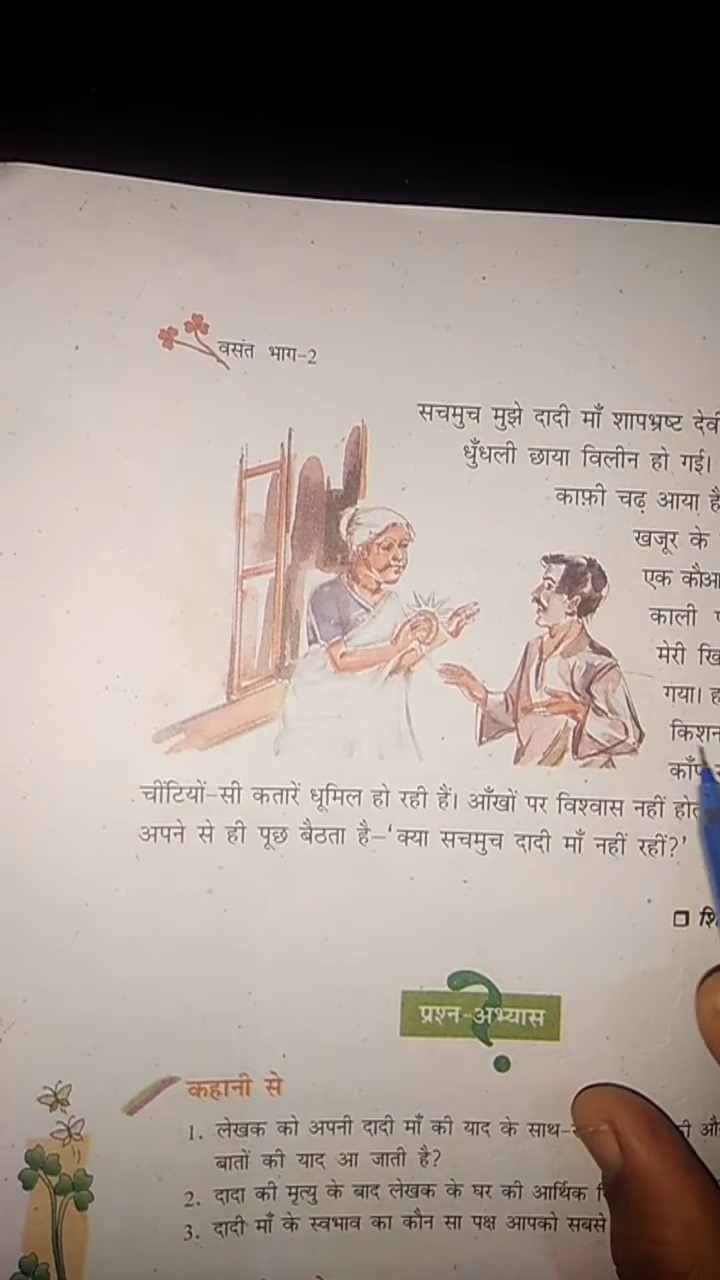 वसंत भाग-2
सचमुच मुझे दादी माँ शापभ्रष्ट
धुँधली छाया विलीन हो गई।
काफ़ी चढ़ आया
खजूर के
एक
काली
मेरी
गया।
चींटियों-सी कतारें धूमिल हो रही हैं। आँखों पर विश्वास नहीं
अपने से ही पूछ बैठता है–‘क्या सचमुच दादी माँ नहीं रहीं?’
प्रश्न-अभ्यास
?
कहानी से
1. लेखक को अपनी दादी माँ की याद के साथ-
बातों की याद आ जाती है?
2. दादा की मृत्यु के बाद लेखक के घर की आर्थिक
3. दादी माँ के स्वभाव का कौन सा पक्ष आपको सबसे